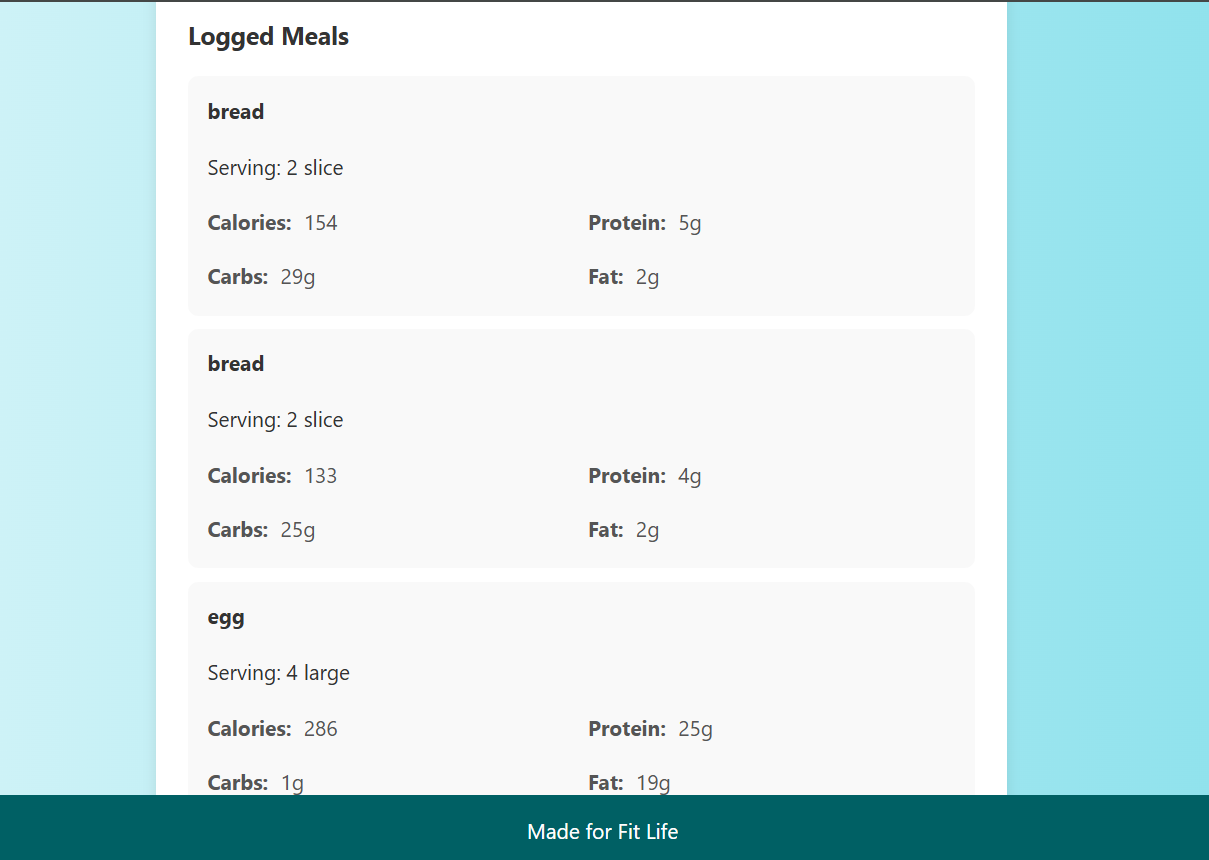 Logged Meals
bread
Serving: 2 slice
Calories: 154 Protein: 5g
Carbs: 29g Fat: 2g
bread
Serving: 2 slice
Calories: 133 Protein: 4g
Carbs: 25g Fat: 2g
egg
Serving: 4 large
Calories: 286 Protein: 25g
Carbs: 1g Fat: 19g
Made for Fit Life